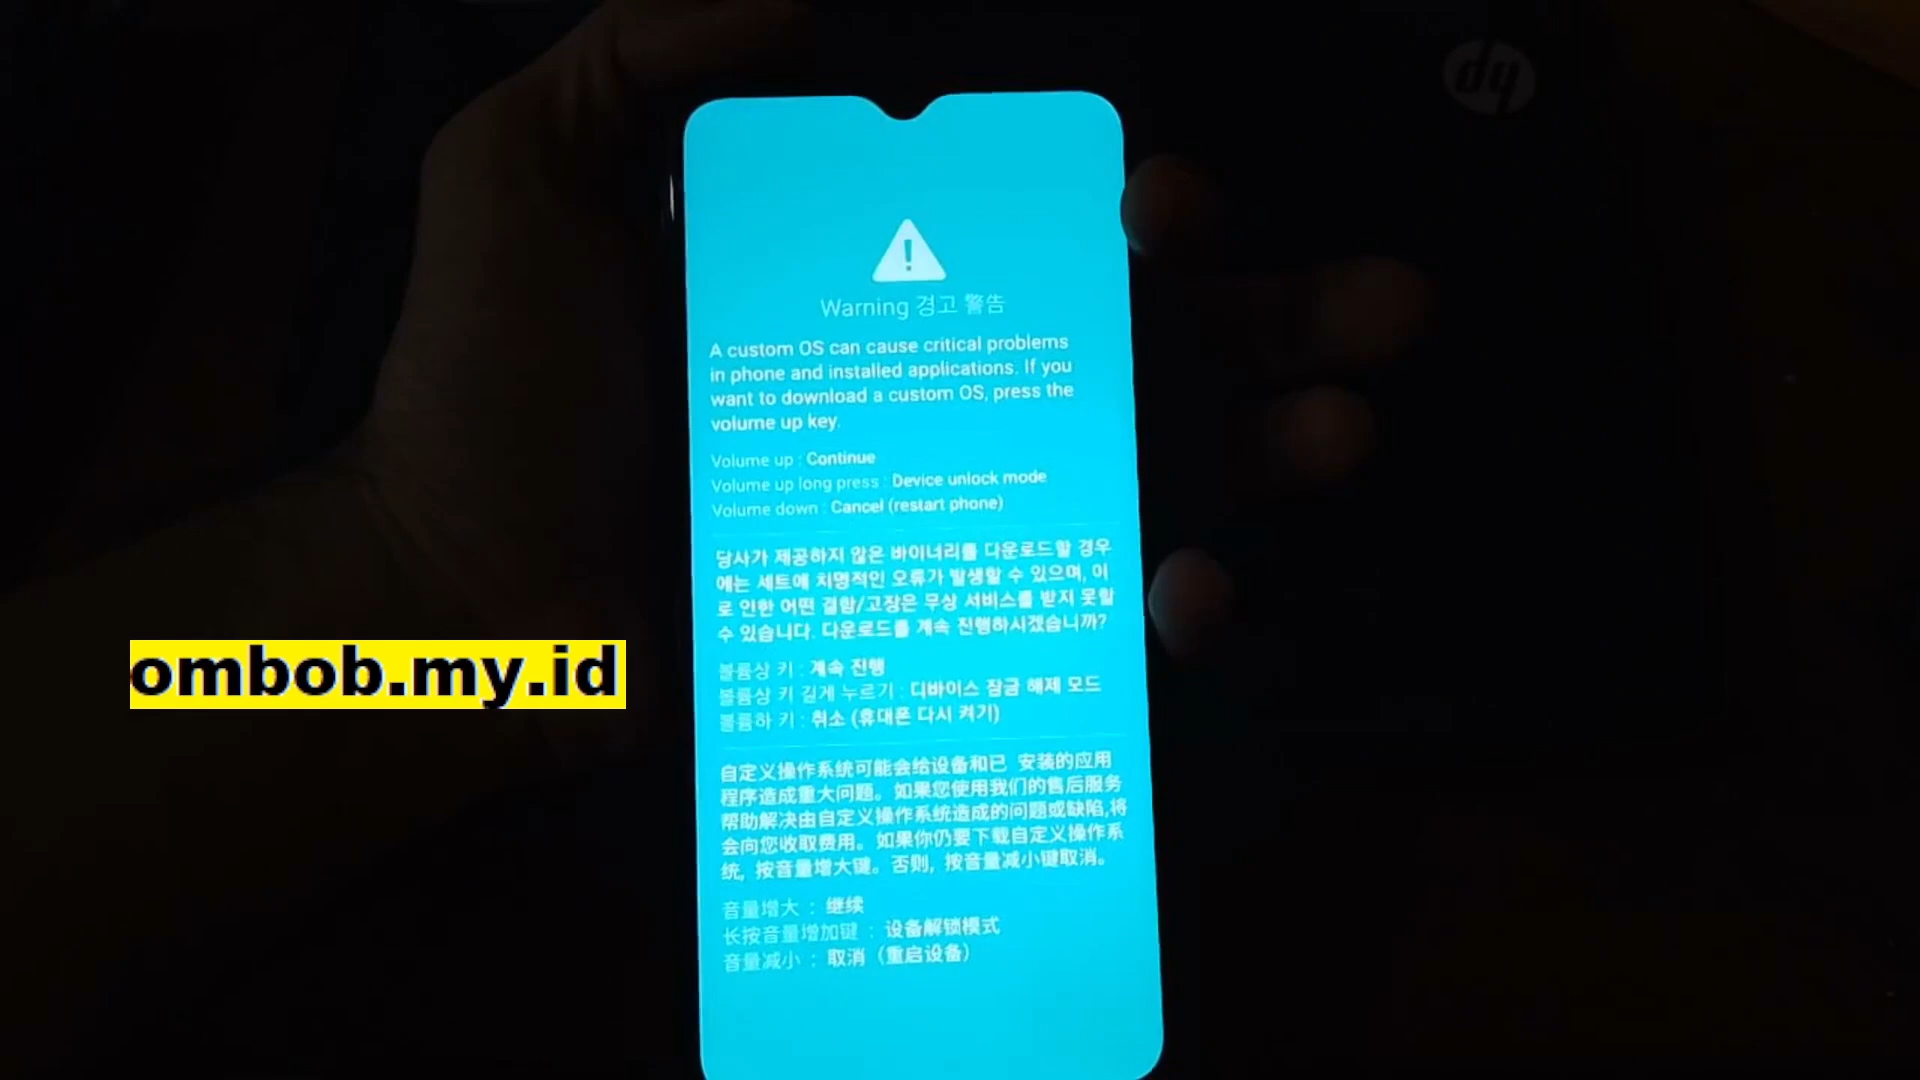 hp
Warning 경고 警告
A custom OS can cause critical problems
in phone and installed applications. If you
want to download a custom OS, press the
volume up key.
Volume up : Continue
Volume up long press : Device unlock mode
Volume down : Cancel (restart phone)
당사가 제공하지 않은 바이너리를 다운로드할 경우
에는 세트에 치명적인 오류가 발생할 수 있으며, 이
로 인한 어떤 결함/고장은 무상 서비스를 받지 못할
수 있습니다. 다운로드를 계속 진행하시겠습니까?
ombob.my.id
볼륨상 키 : 계속 진행
볼륨상 키 길게 누르기 : 디바이스 잠금 해제 모드
볼륨하 키 : 취소 (휴대폰 다시 켜기)
自定义操作系统可能会给设备和已 安装的应用
程序造成重大问题。如果您使用我们的售后服务
帮助解决由自定义操作系统造成的问题或缺陷,将
会向您收取费用。如果你仍要下载自定义操作系
统, 按音量增大键。否则, 按音量减小键取消。
音量增大 : 继续
长按音量增加键 : 设备解锁模式
音量减小 : 取消（重启设备）